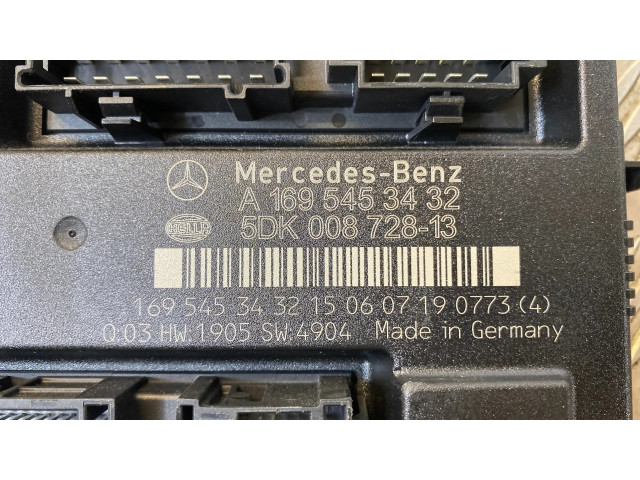 Mercedes-Benz
A 169 545 34 32
HELLA 5DK 008 728-13
169 545 34 32 15 06 07 19 0773 (4)
Q:03 HW:1905 SW:4904 Made in Germany